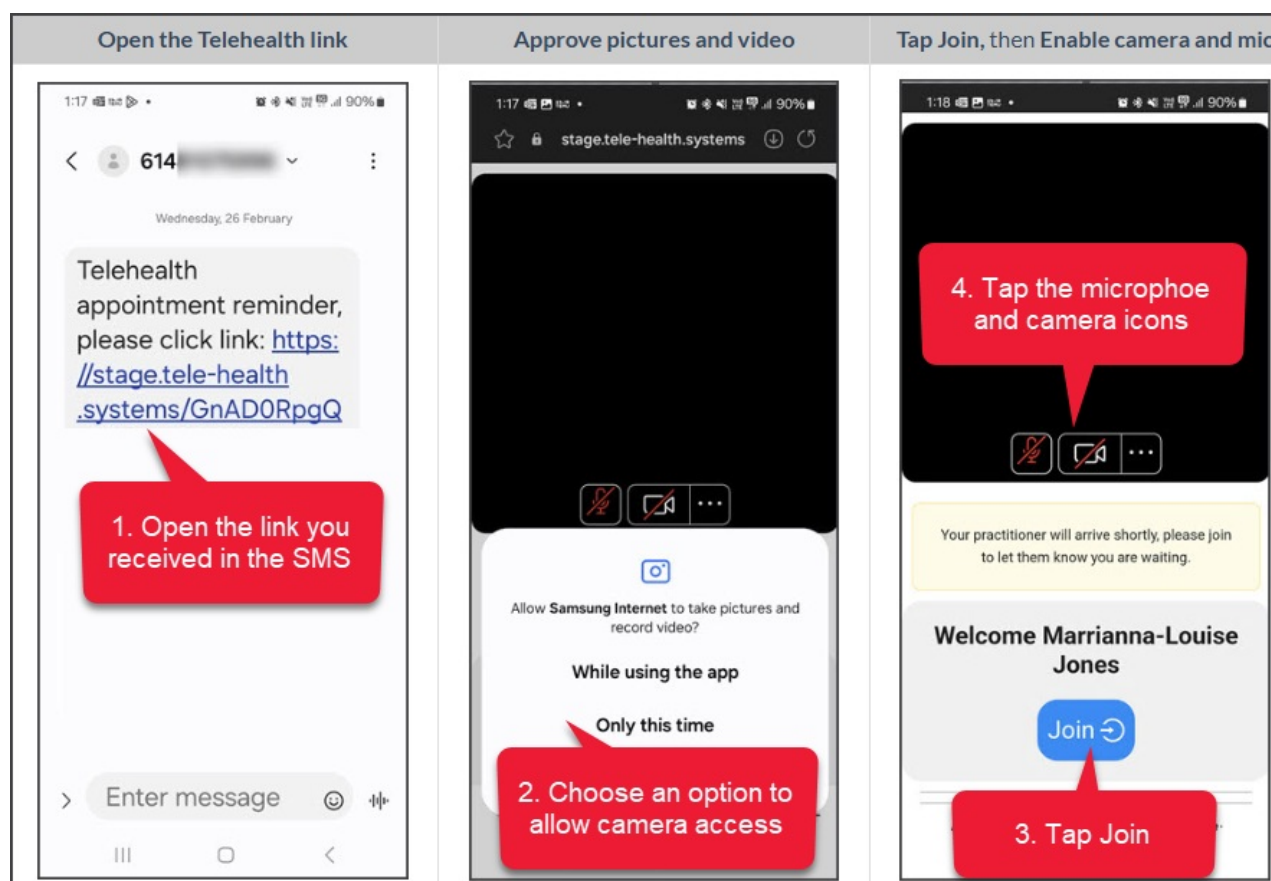 Open the Telehealth link
Approve pictures and video
Tap Join, then Enable camera and mic
1:17
90%
614
Wednesday, 26 February
Telehealth
appointment reminder,
please click link: https:
//stage.tele-health
.systems/GnAD0RpgQ
1. Open the link you
received in the SMS
Enter message
1:17
90%
stage.tele-health.systems
Allow Samsung Internet to take pictures and
record video?
While using the app
Only this time
2. Choose an option to
allow camera access
1:18
90%
4. Tap the microphoe
and camera icons
Your practitioner will arrive shortly, please join
to let them know you are waiting.
Welcome Marrianna-Louise
Jones
Join
3. Tap Join